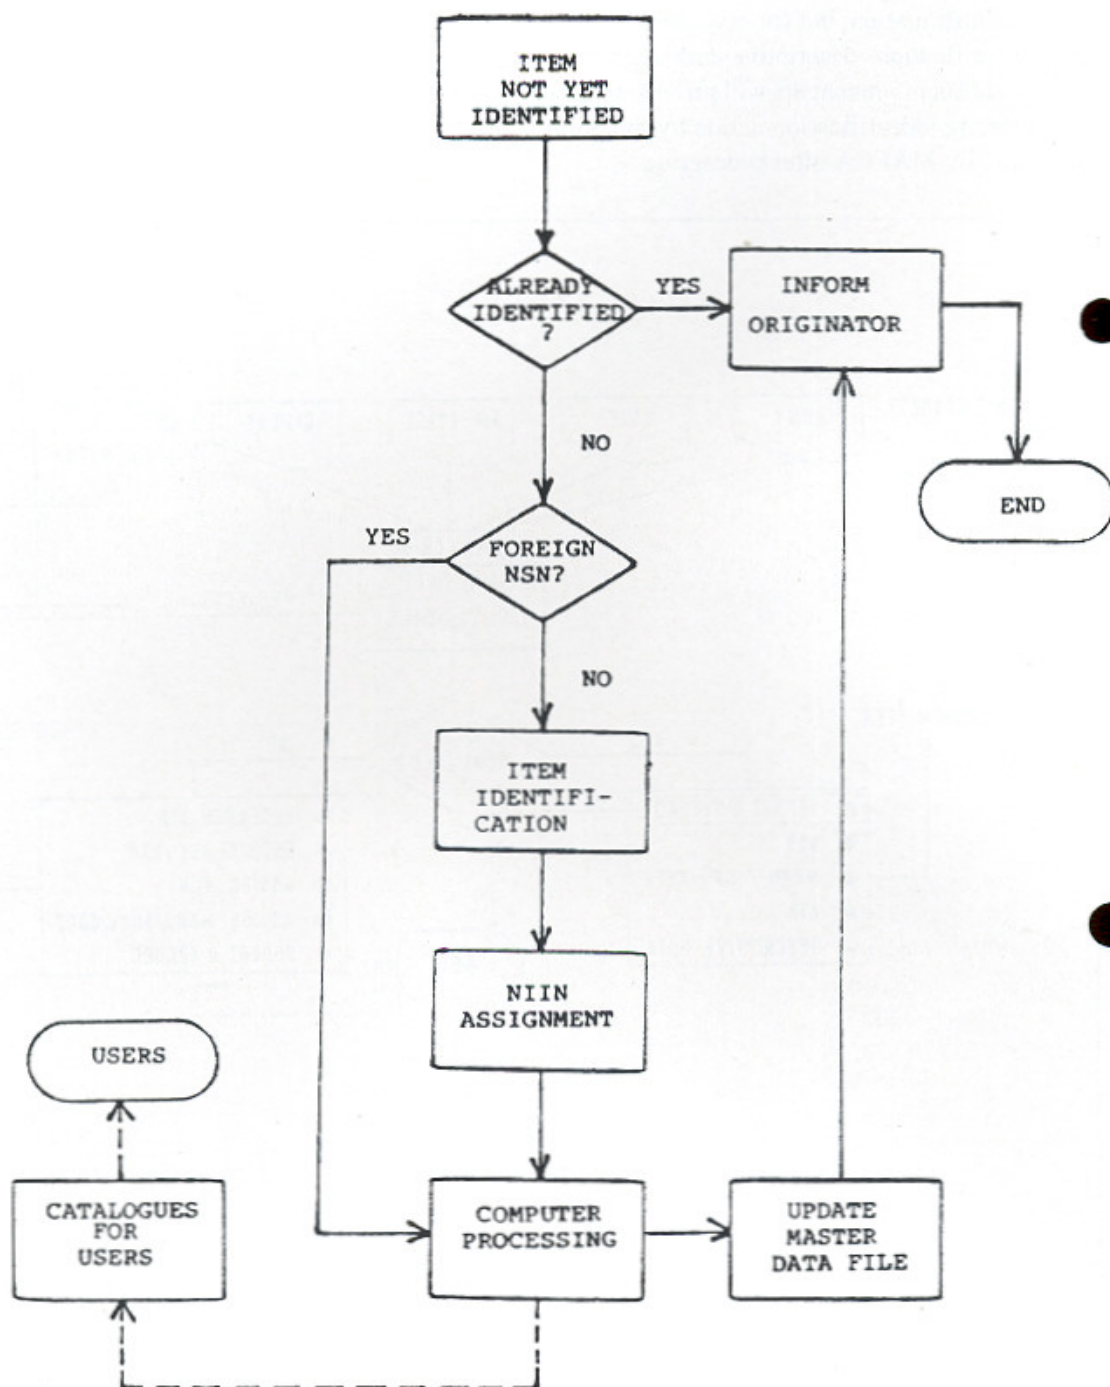 ITEM
NOT YET
IDENTIFIED
ALREADY
IDENTIFIED
?
YES
INFORM
ORIGINATOR
NO
END
YES
FOREIGN
NSN?
NO
ITEM
IDENTIFI-
CATION
NIIN
ASSIGNMENT
USERS
CATALOGUES
FOR
USERS
COMPUTER
PROCESSING
UPDATE
MASTER
DATA FILE